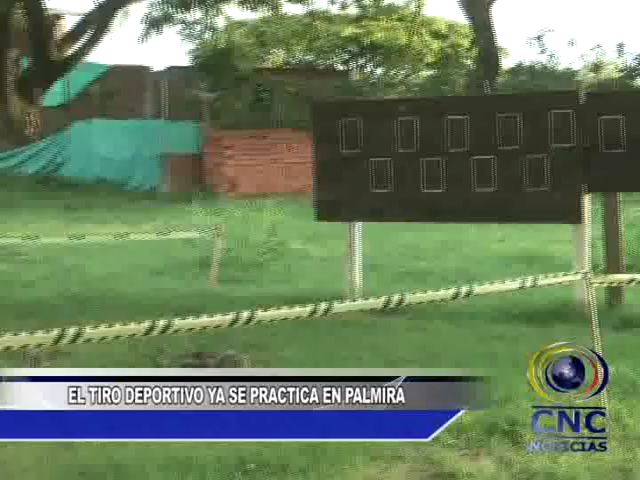 EL TIRO DEPORTIVO YA SE PRACTICA EN PALMIRA
CNC
NOTICIAS